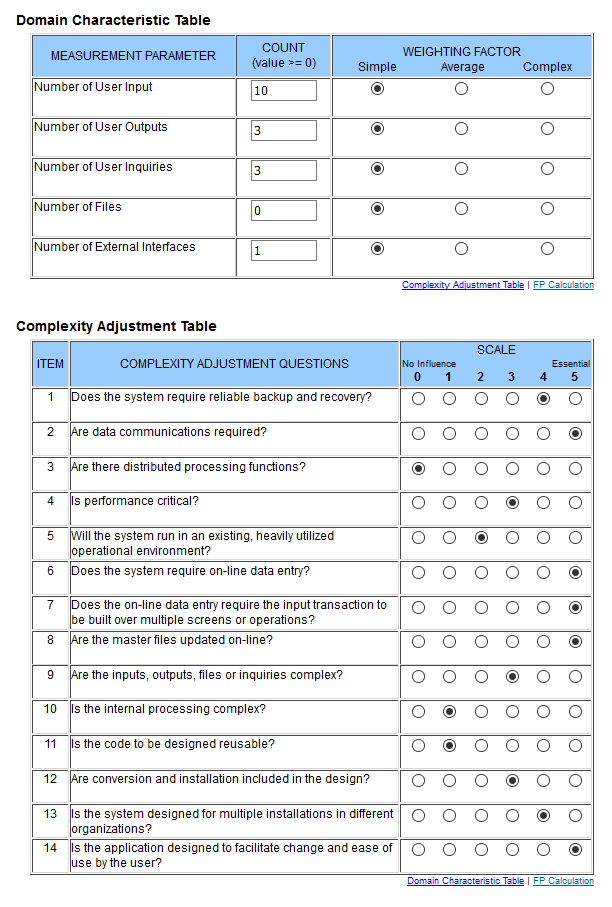 Domain Characteristic Table
MEASUREMENT PARAMETER
COUNT
(value >= 0)
WEIGHTING FACTOR
Simple Average Complex
Number of User Input 10
Number of User Outputs 3
Number of User Inquiries 3
Number of Files 0
Number of External Interfaces 1
Complexity Adjustment Table | FP Calculation
Complexity Adjustment Table
ITEM
COMPLEXITY ADJUSTMENT QUESTIONS
SCALE
No Influence Essential
0 1 2 3 4 5
1 Does the system require reliable backup and recovery?
2 Are data communications required?
3 Are there distributed processing functions?
4 Is performance critical?
5 Will the system run in an existing, heavily utilized
operational environment?
6 Does the system require on-line data entry?
7 Does the on-line data entry require the input transaction to
be built over multiple screens or operations?
8 Are the master files updated on-line?
9 Are the inputs, outputs, files or inquiries complex?
10 Is the internal processing complex?
11 Is the code to be designed reusable?
12 Are conversion and installation included in the design?
13 Is the system designed for multiple installations in different
organizations?
14 Is the application designed to facilitate change and ease of
use by the user?
Domain Characteristic Table | FP Calculation